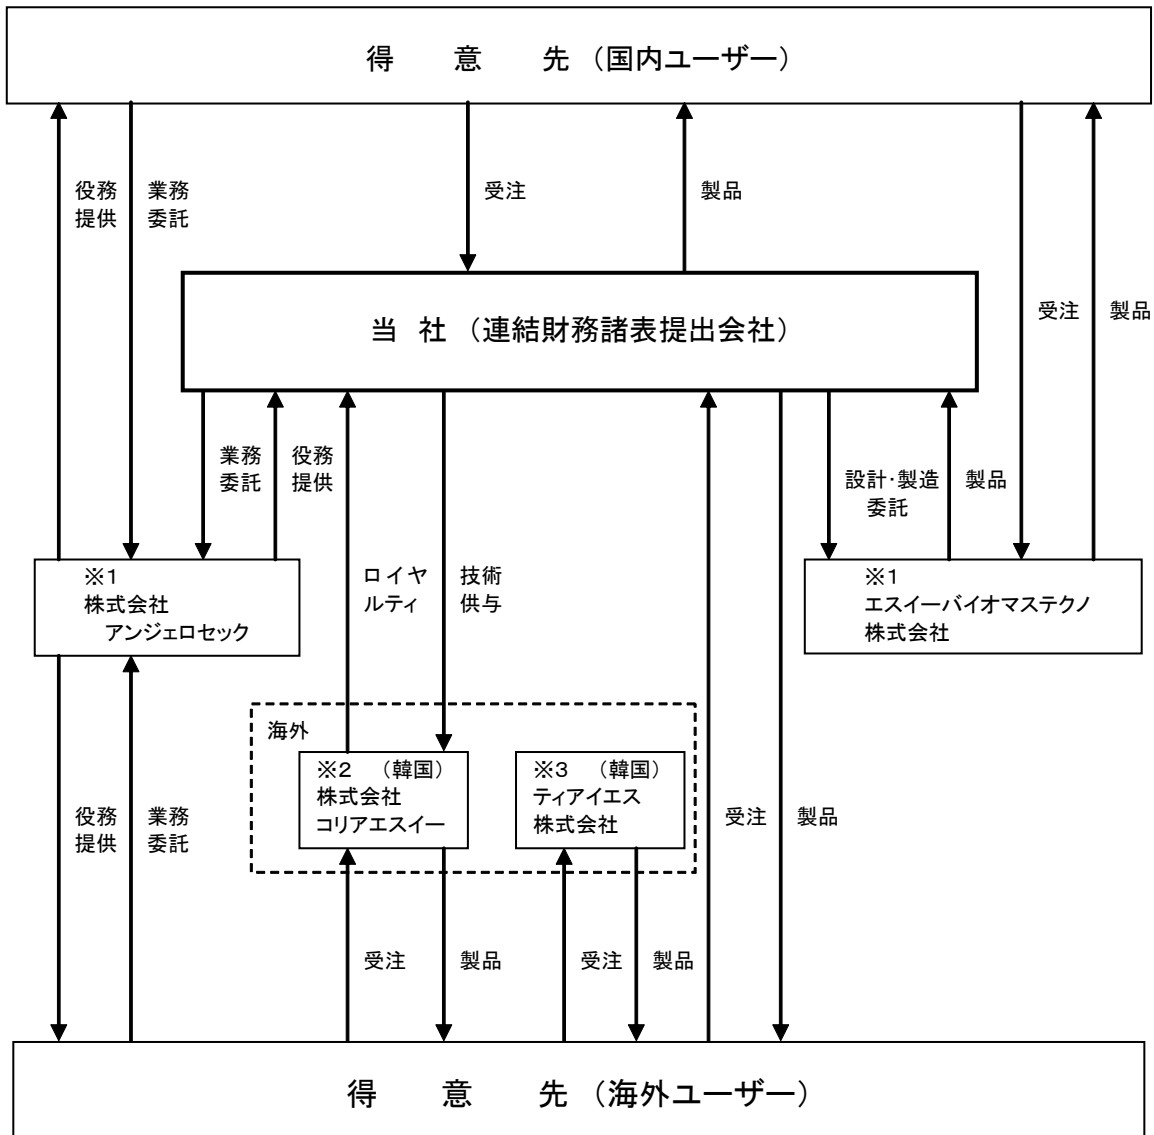 得 意 先（国内ユーザー）
役務
提供
業務
委託
受注
製品
受注
製品
当 社（連結財務諸表提出会社）
業務
委託
役務
提供
設計・製造
委託
製品
※1
株式会社
アンジェロセック
ロイヤ
ルティ
技術
供与
※1
エスイーバイオマステクノ
株式会社
海外
※2 （韓国）
株式会社
コリアエスイー
※3 （韓国）
ティアイエス
株式会社
役務
提供
業務
委託
受注
製品
受注
製品
受注
製品
得 意 先（海外ユーザー）